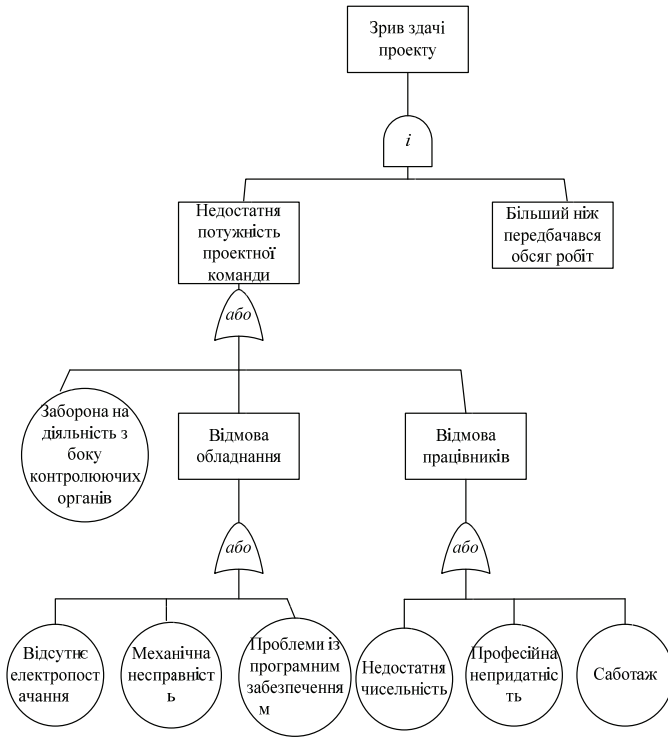 Зрив здачі
проекту
і
Недостатня
потужність
проектної
команди
Більший ніж
передбачався
обсяг робіт
або
Заборона на
діяльність з
боку
контролюючих
органів
Відмова
обладнання
Відмова
працівників
або
або
Відсутнє
електропост
ачання
Механічна
несправніст
ь
Проблеми із
програмним
забезпечення
м
Недостатня
чисельність
Професійна
непридатніс
ть
Саботаж